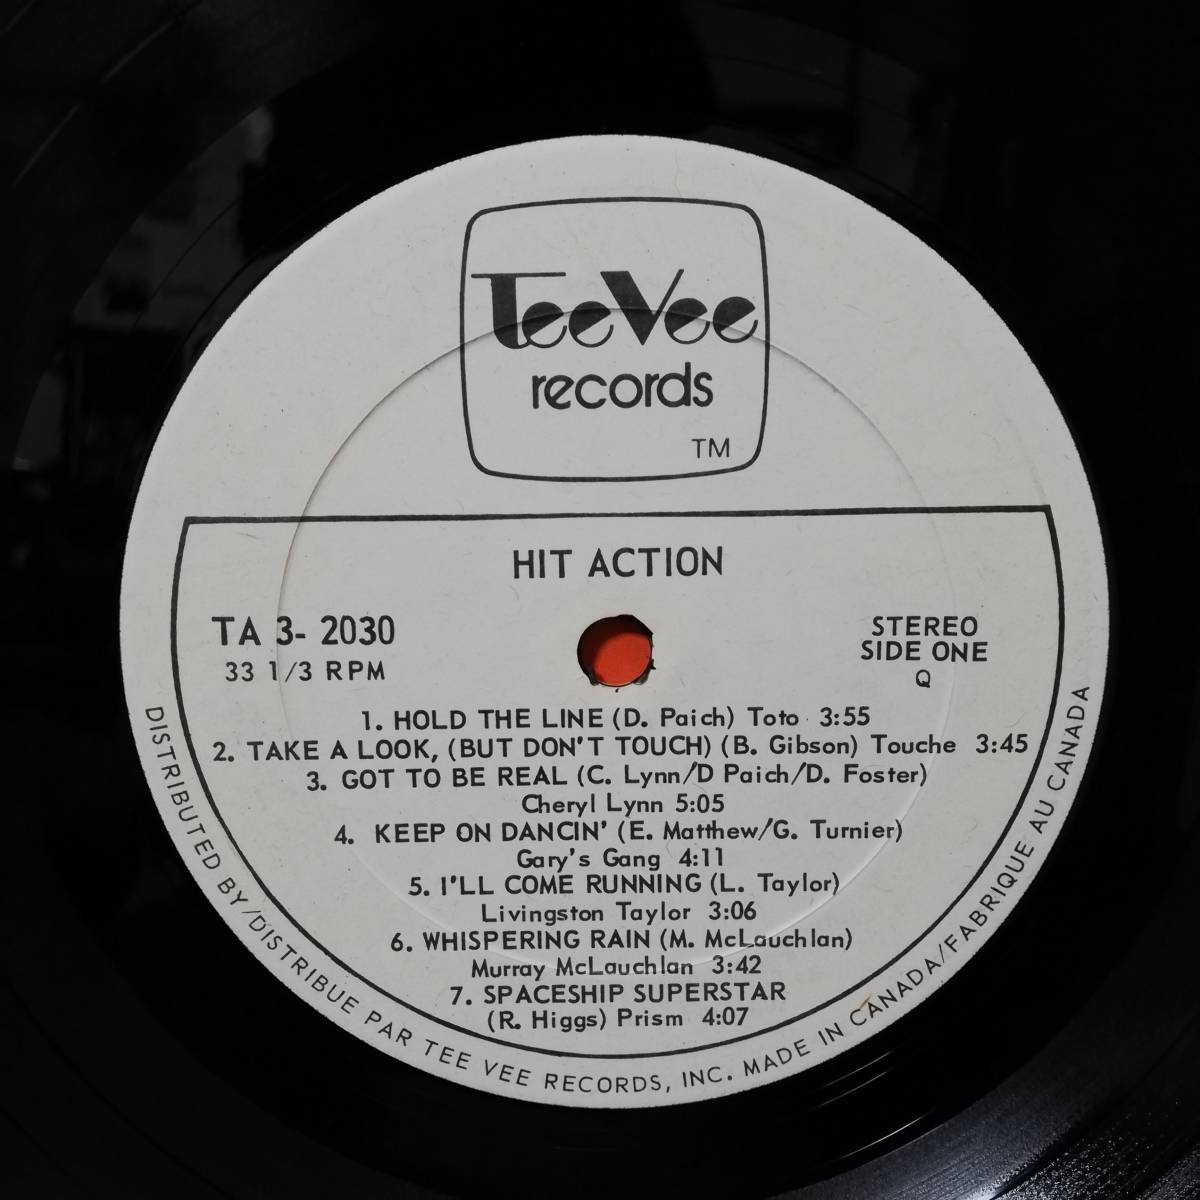 TeeVee
records
TM
HIT ACTION
TA 3- 2030
33 1/3 RPM
STEREO
SIDE ONE
Q
1. HOLD THE LINE (D. Paich) Toto 3:55
2. TAKE A LOOK, (BUT DON'T TOUCH) (B. Gibson) Touche 3:45
3. GOT TO BE REAL (C. Lynn/D Paich/D. Foster)
Cheryl Lynn 5:05
4. KEEP ON DANCIN' (E. Matthew/G. Turnier)
Gary's Gang 4:11
5. I'LL COME RUNNING (L. Taylor)
Livingston Taylor 3:06
6. WHISPERING RAIN (M. McLauchlan)
Murray McLauchlan 3:42
7. SPACESHIP SUPERSTAR
(R. Higgs) Prism 4:07
DISTRIBUTED BY/DISTRIBUE PAR TEE VEE RECORDS, INC. MADE IN CANADA/FABRIQUE AU CANADA